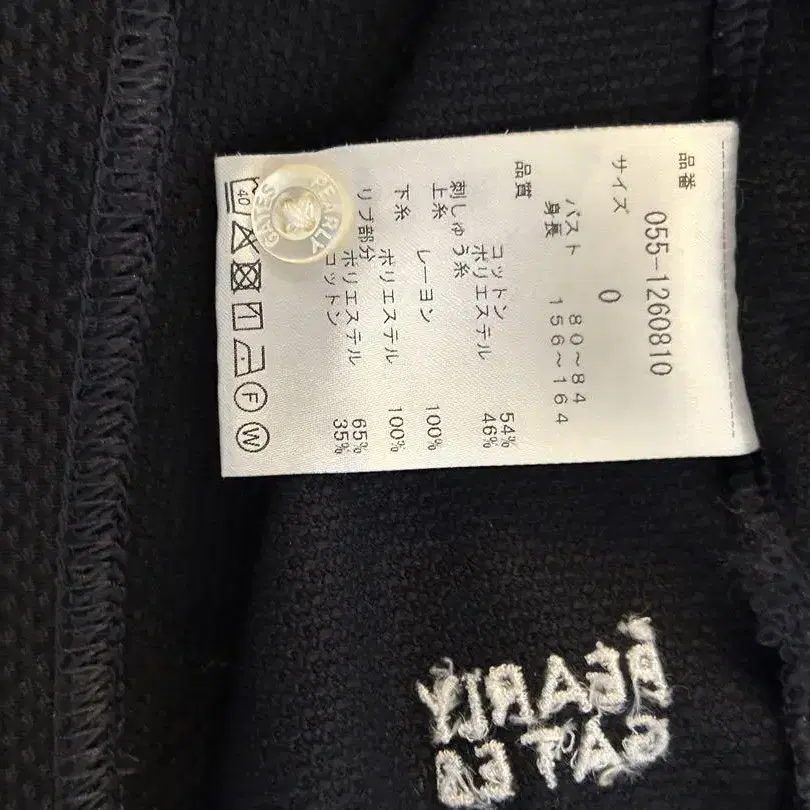 品番
055-1260810
サイズ
0
バスト 80~84
身長 156~164
品質
コットン 54%
ポリエステル 46%
刺しゅう糸
上糸 レーヨン 100%
下糸 ポリエステル 100%
リブ部分
ポリエステル 65%
コットン 35%
40
F
W
PEARLY
GATES
PEARLY
GATES